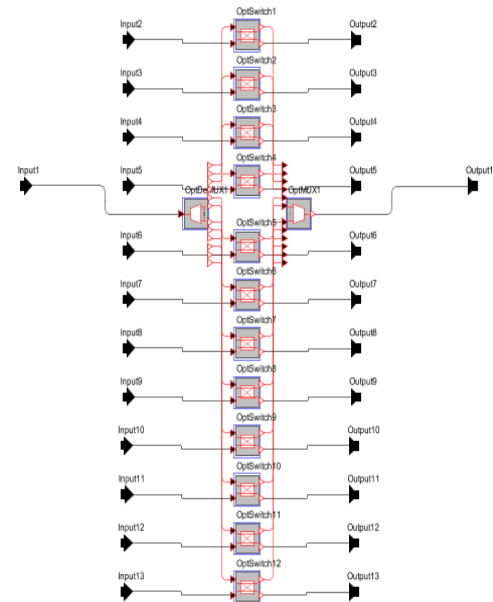 OptSwitch1
Input2 Output2
OptSwitch2
Input3 Output3
OptSwitch3
Input4 Output4
OptSwitch4
Input1 Input5 Output5 Output1
OptDeMUX1 OptMUX1
OptSwitch5
Input6 Output6
OptSwitch6
Input7 Output7
OptSwitch7
Input8 Output8
OptSwitch8
Input9 Output9
OptSwitch9
Input10 Output10
OptSwitch10
Input11 Output11
OptSwitch11
Input12 Output12
OptSwitch12
Input13 Output13